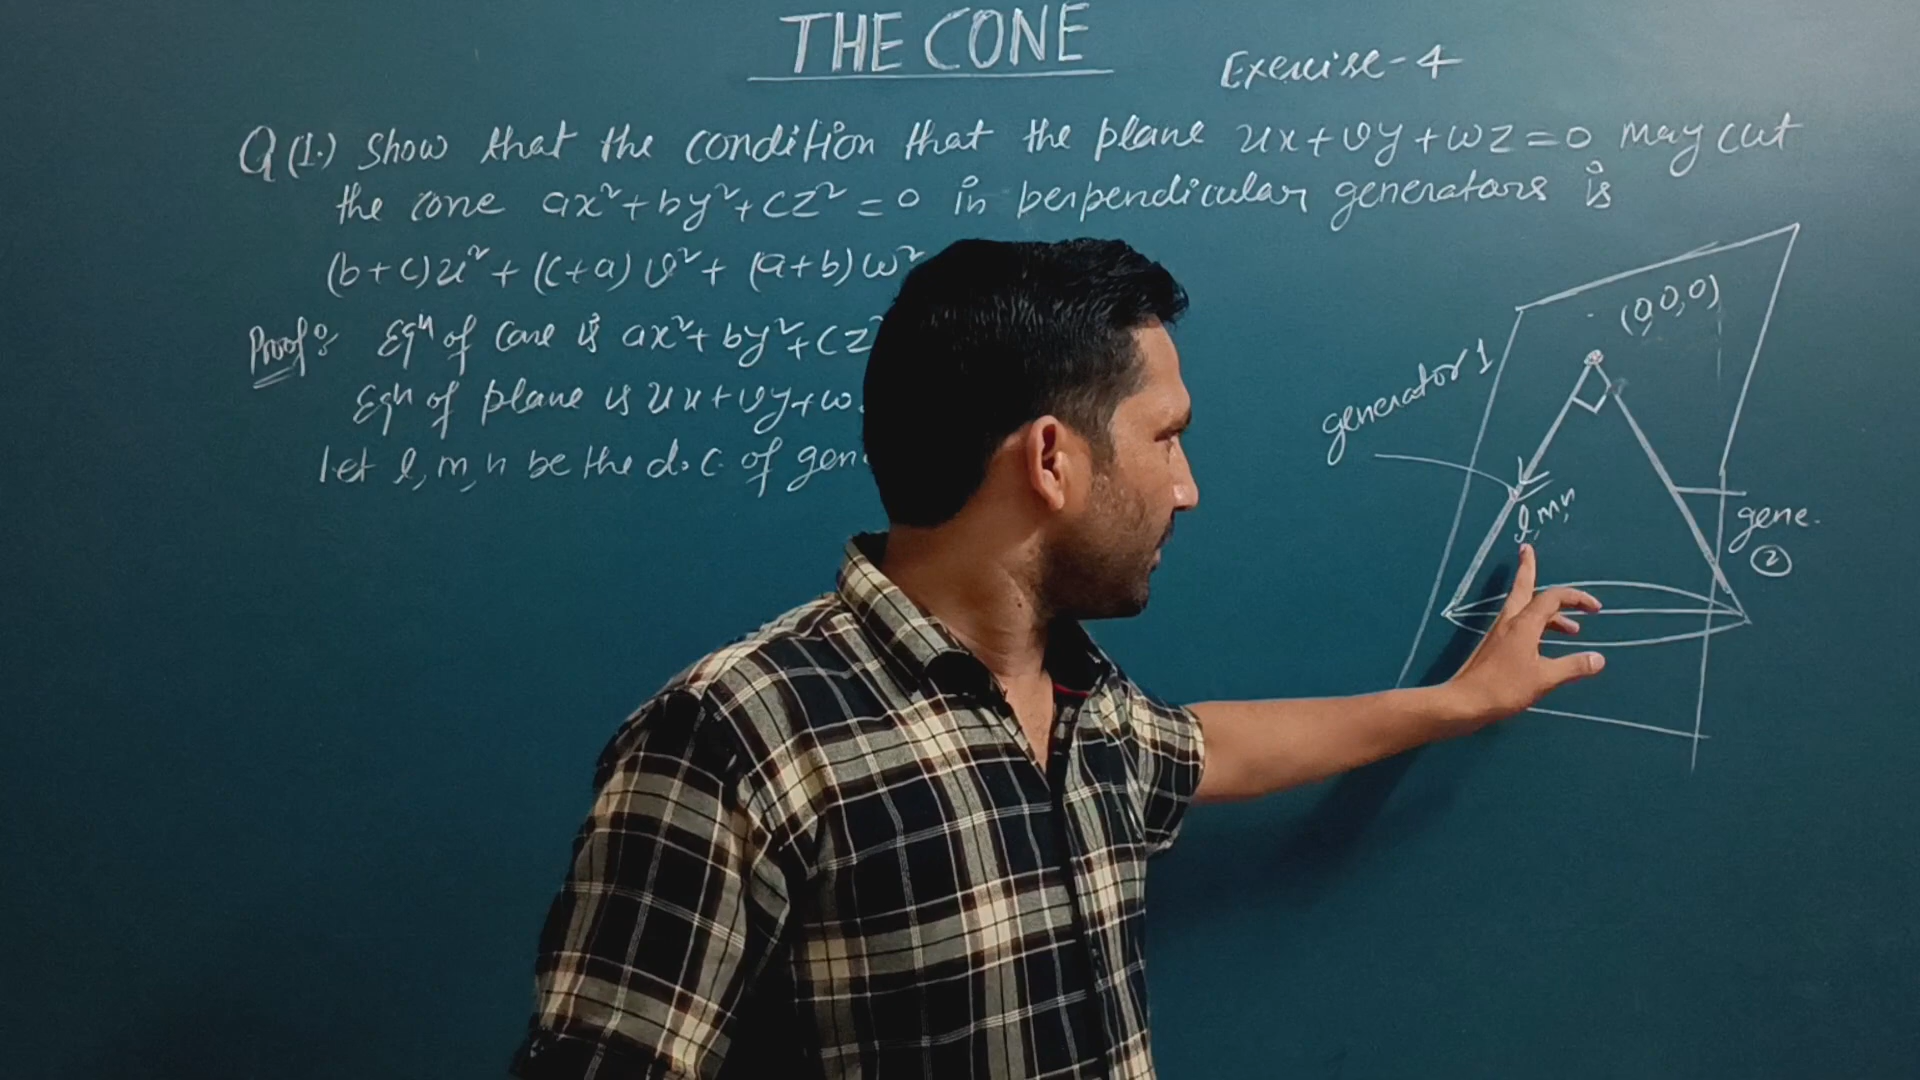 THE CONE
Exercise-4
Q(1.) Show that the condition that the plane ux+vy+wz=0 may cut
the cone ax²+by²+cz²=0 in perpendicular generators is
(b+c)u²+(c+a)v²+(a+b)w²
Proof: Eqn of Cone is ax²+by²+cz²
Eqn of plane is ux+vy+w
let l,m,n be the d.c. of gen
(0,0,0)
generator 1
l,m,n
gene.
②